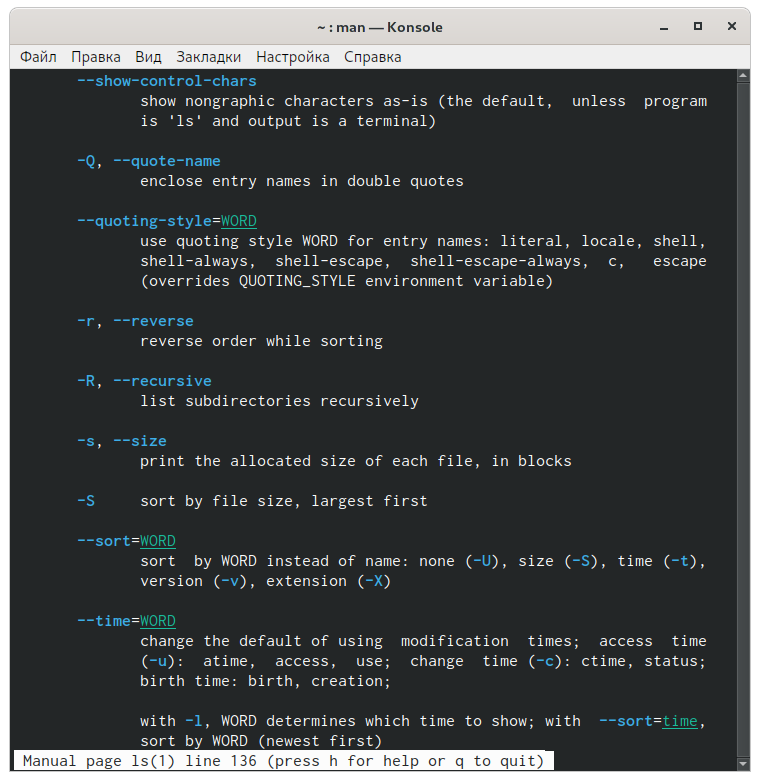 ~ : man — Konsole
Файл Правка Вид Закладки Настройка Справка
--show-control-chars
show nongraphic characters as-is (the default, unless program
is 'ls' and output is a terminal)
-Q, --quote-name
enclose entry names in double quotes
--quoting-style=WORD
use quoting style WORD for entry names: literal, locale, shell,
shell-always, shell-escape, shell-escape-always, c, escape
(overrides QUOTING_STYLE environment variable)
-r, --reverse
reverse order while sorting
-R, --recursive
list subdirectories recursively
-s, --size
print the allocated size of each file, in blocks
-S sort by file size, largest first
--sort=WORD
sort by WORD instead of name: none (-U), size (-S), time (-t),
version (-v), extension (-X)
--time=WORD
change the default of using modification times; access time
(-u): atime, access, use; change time (-c): ctime, status;
birth time: birth, creation;
with -l, WORD determines which time to show; with --sort=time,
sort by WORD (newest first)
Manual page ls(1) line 136 (press h for help or q to quit)